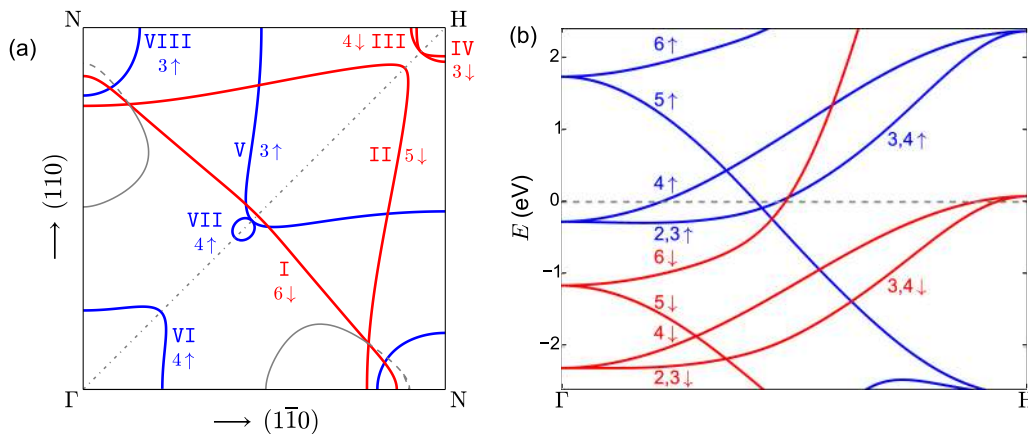 (a)
N
H
VIII
3↑
4↓ III
IV
3↓
V
3↑
II
5↓
VII
4↑
I
6↓
VI
4↑
⟶ (110)
Γ
N
⟶ (11̅0)
(b)
E (eV)
2
1
0
−1
−2
6↑
5↑
3,4↑
4↑
2,3↑
6↓
5↓
3,4↓
4↓
2,3↓
Γ
H